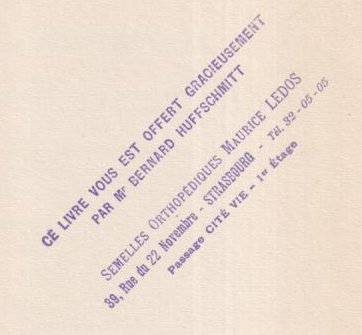 CE LIVRE VOUS EST OFFERT GRACIEUSEMENT
PAR Mr BERNARD HUFFSCHMITT
SEMELLES ORTHOPÉDIQUES MAURICE LEDOS
39, Rue du 22 Novembre - STRASBOURG - Tél. 32-05-05
Passage CITÉ VIE - 1er Étage